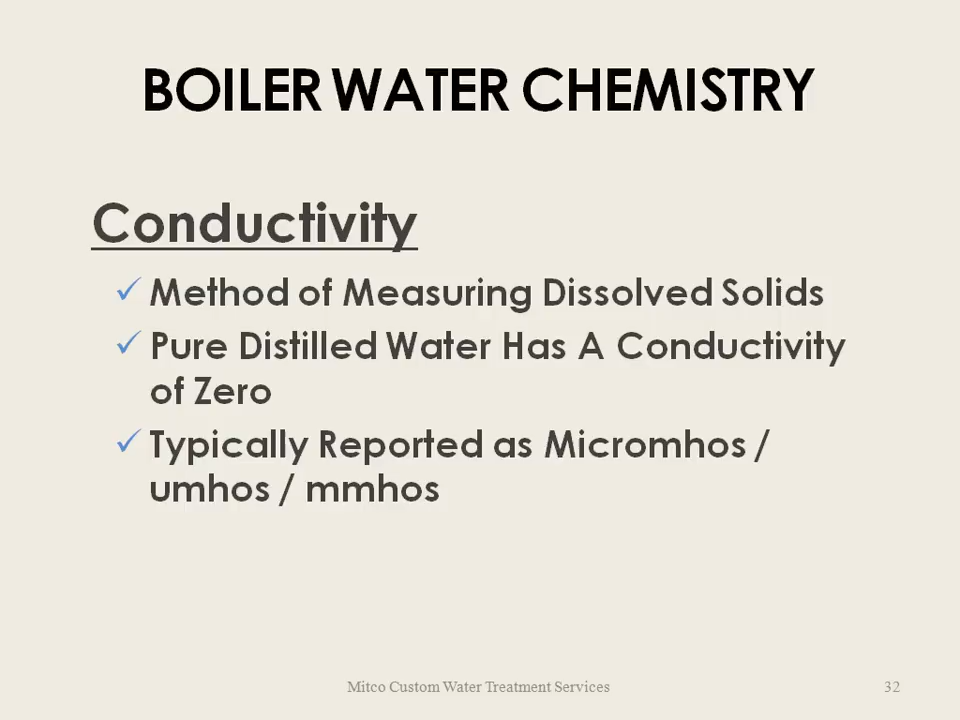 BOILER WATER CHEMISTRY
Conductivity
✓ Method of Measuring Dissolved Solids
✓ Pure Distilled Water Has A Conductivity
of Zero
✓ Typically Reported as Micromhos /
umhos / mmhos
Mitco Custom Water Treatment Services
32